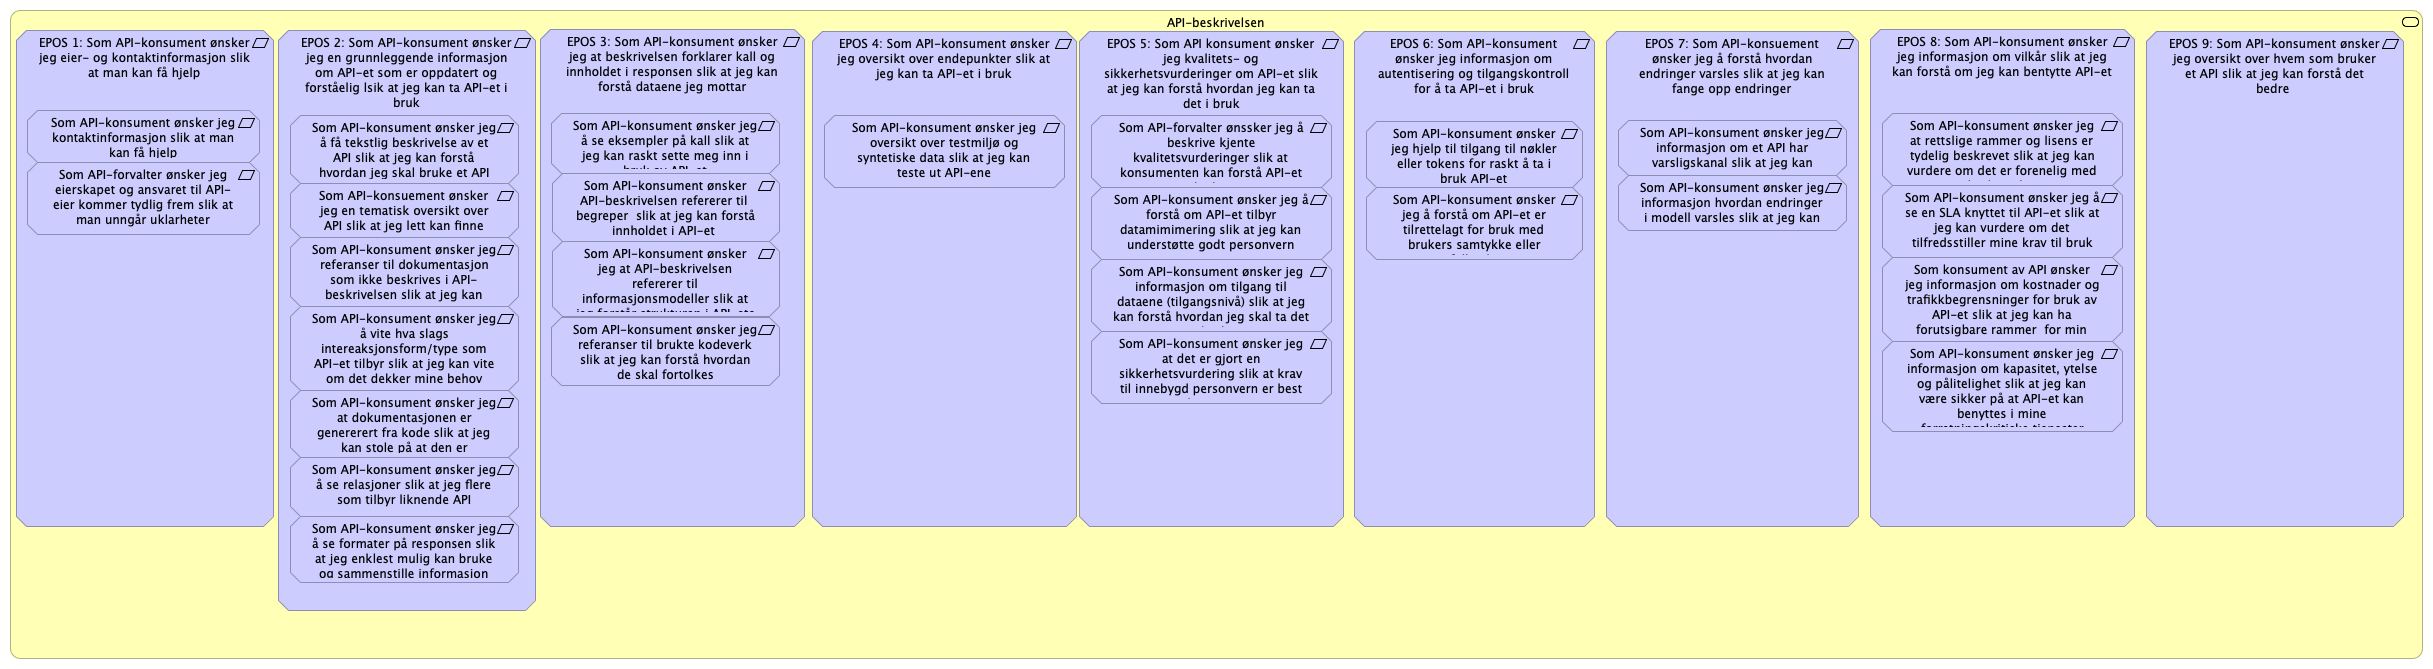 API-beskrivelsen
EPOS 1: Som API-konsument ønsker
jeg eier- og kontaktinformasjon slik
at man kan få hjelp
Som API-konsument ønsker jeg
kontaktinformasjon slik at man
kan få hjelp
Som API-forvalter ønsker jeg
eierskapet og ansvaret til API-
eier kommer tydlig frem slik at
man unngår uklarheter
EPOS 2: Som API-konsument ønsker
jeg en grunnleggende informasjon
om API-et som er oppdatert og
forståelig lsik at jeg kan ta API-et i
bruk
Som API-konsument ønsker jeg
å få tekstlig beskrivelse av et
API slik at jeg kan forstå
hvordan jeg skal bruke et API
Som API-konsuement ønsker
jeg en tematisk oversikt over
API slik at jeg lett kan finne
Som API-konsument ønsker jeg
referanser til dokumentasjon
som ikke beskrives i API-
beskrivelsen slik at jeg kan
Som API-konsument ønsker jeg
å vite hva slags
intereaksjonsform/type som
API-et tilbyr slik at jeg kan vite
om det dekker mine behov
Som API-konsument ønsker jeg
at dokumentasjonen er
genererert fra kode slik at jeg
kan stole på at den er
Som API-konsument ønsker jeg
å se relasjoner slik at jeg flere
som tilbyr liknende API
Som API-konsument ønsker jeg
å se formater på responsen slik
at jeg enklest mulig kan bruke
og sammenstille informasjon
EPOS 3: Som API-konsument ønsker
jeg at beskrivelsen forklarer kall og
innholdet i responsen slik at jeg kan
forstå dataene jeg mottar
Som API-konsument ønsker jeg
å se eksempler på kall slik at
jeg kan raskt sette meg inn i
bruk av API-et
Som API-konsument ønsker
API-beskrivelsen refererer til
begreper  slik at jeg kan forstå
innholdet i API-et
Som API-konsument ønsker
jeg at API-beskrivelsen
refererer til
informasjonsmodeller slik at
jeg forstår strukturen i API-ets
Som API-konsument ønsker jeg
referanser til brukte kodeverk
slik at jeg kan forstå hvordan
de skal fortolkes
EPOS 4: Som API-konsument ønsker
jeg oversikt over endepunkter slik at
jeg kan ta API-et i bruk
Som API-konsument ønsker jeg
oversikt over testmiljø og
syntetiske data slik at jeg kan
teste ut API-ene
EPOS 5: Som API konsument ønsker
jeg kvalitets- og
sikkerhetsvurderinger om API-et slik
at jeg kan forstå hvordan jeg kan ta
det i bruk
Som API-forvalter ønssker jeg å
beskrive kjente
kvalitetsvurderinger slik at
konsumenten kan forstå API-et
Som API-konsument ønsker jeg å
forstå om API-et tilbyr
datamimimering slik at jeg kan
understøtte godt personvern
Som API-konsument ønsker jeg
informasjon om tilgang til
dataene (tilgangsnivå) slik at jeg
kan forstå hvordan jeg skal ta det
Som API-konsument ønsker jeg
at det er gjort en
sikkerhetsvurdering slik at krav
til innebygd personvern er best
EPOS 6: Som API-konsument
ønsker jeg informasjon om
autentisering og tilgangskontroll
for å ta API-et i bruk
Som API-konsument ønsker
jeg hjelp til tilgang til nøkler
eller tokens for raskt å ta i
bruk API-et
Som API-konsument ønsker
jeg å forstå om API-et er
tilrettelagt for bruk med
brukers samtykke eller
EPOS 7: Som API-konsuement
ønsker jeg å forstå hvordan
endringer varsles slik at jeg kan
fange opp endringer
Som API-konsument ønsker jeg
informasjon om et API har
varsligskanal slik at jeg kan
Som API-konsument ønsker jeg
informasjon hvordan endringer
i modell varsles slik at jeg kan
EPOS 8: Som API-konsument ønsker
jeg informasjon om vilkår slik at jeg
kan forstå om jeg kan bentytte API-et
Som API-konsument ønsker jeg
at rettslige rammer og lisens er
tydelig beskrevet slik at jeg kan
vurdere om det er forenelig med
Som API-konsument ønsker jeg å
se en SLA knyttet til API-et slik at
jeg kan vurdere om det
tilfredsstiller mine krav til bruk
Som konsument av API ønsker
jeg informasjon om kostnader og
trafikkbegrensninger for bruk av
API-et slik at jeg kan ha
forutsigbare rammer  for min
Som API-konsument ønsker jeg
informasjon om kapasitet, ytelse
og pålitelighet slik at jeg kan
være sikker på at API-et kan
benyttes i mine
forretningskritiske tjenester
EPOS 9: Som API-konsument ønsker
jeg oversikt over hvem som bruker
et API slik at jeg kan forstå det
bedre